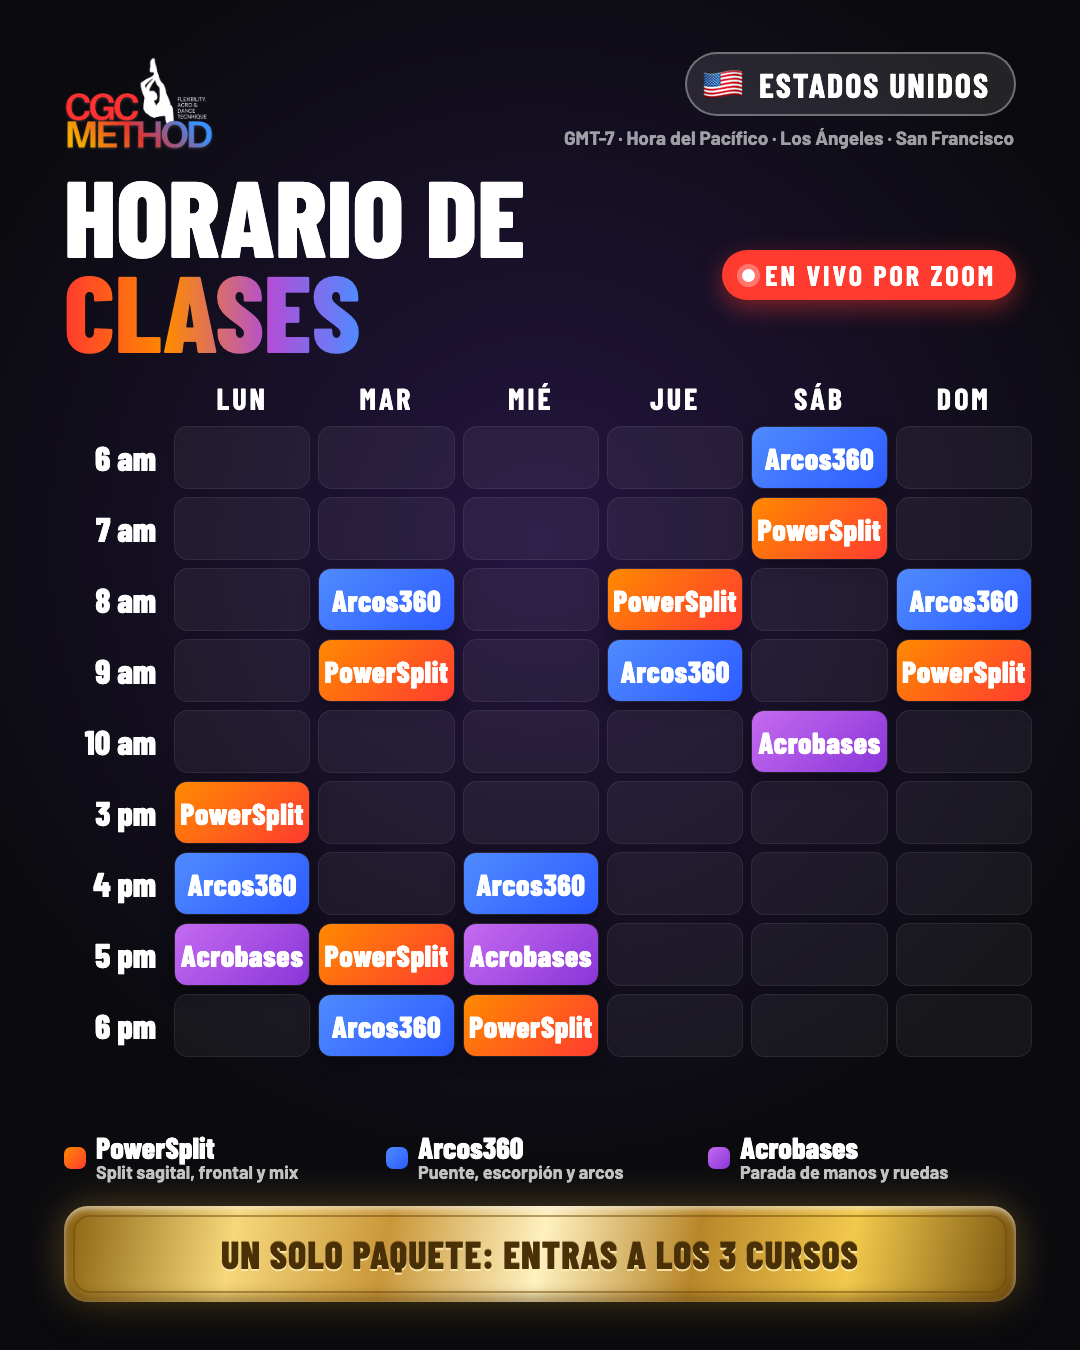 CGC
FLEXIBILITY,
ACRO &
DANCE
TECNHIQUE
METHOD
ESTADOS UNIDOS
GMT-7 · Hora del Pacífico · Los Ángeles · San Francisco
HORARIO DE
CLASES
EN VIVO POR ZOOM
LUN MAR MIÉ JUE SÁB DOM
6 am Arcos360
7 am PowerSplit
8 am Arcos360 PowerSplit Arcos360
9 am PowerSplit Arcos360 PowerSplit
10 am Acrobases
3 pm PowerSplit
4 pm Arcos360 Arcos360
5 pm Acrobases PowerSplit Acrobases
6 pm Arcos360 PowerSplit
PowerSplit
Split sagital, frontal y mix
Arcos360
Puente, escorpión y arcos
Acrobases
Parada de manos y ruedas
UN SOLO PAQUETE: ENTRAS A LOS 3 CURSOS